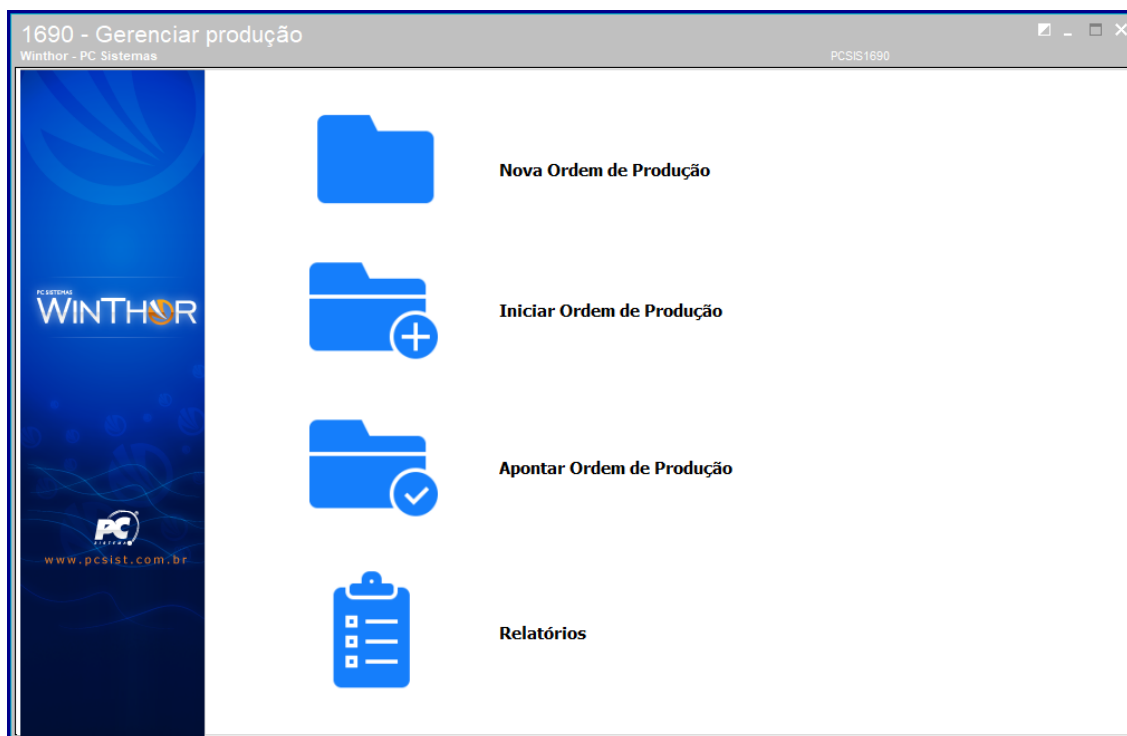 1690 - Gerenciar produção
Winthor - PC Sistemas
PCSIS1690
Nova Ordem de Produção
PC SISTEMAS
WINTHOR
Iniciar Ordem de Produção
Apontar Ordem de Produção
PC
SISTEMAS
www.pcsist.com.br
Relatórios